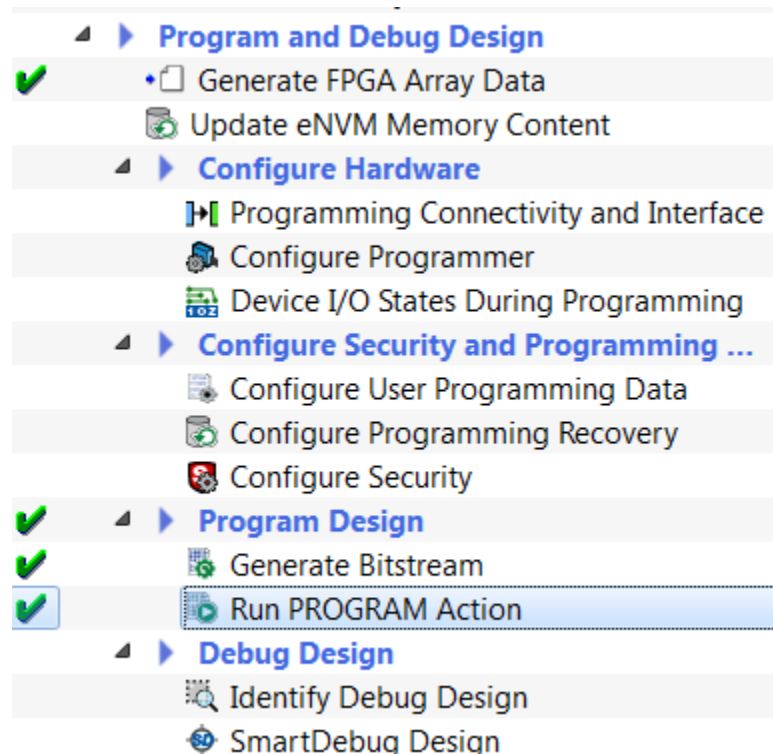 Program and Debug Design
Generate FPGA Array Data
Update eNVM Memory Content
Configure Hardware
Programming Connectivity and Interface
Configure Programmer
Device I/O States During Programming
Configure Security and Programming ...
Configure User Programming Data
Configure Programming Recovery
Configure Security
Program Design
Generate Bitstream
Run PROGRAM Action
Debug Design
Identify Debug Design
SmartDebug Design